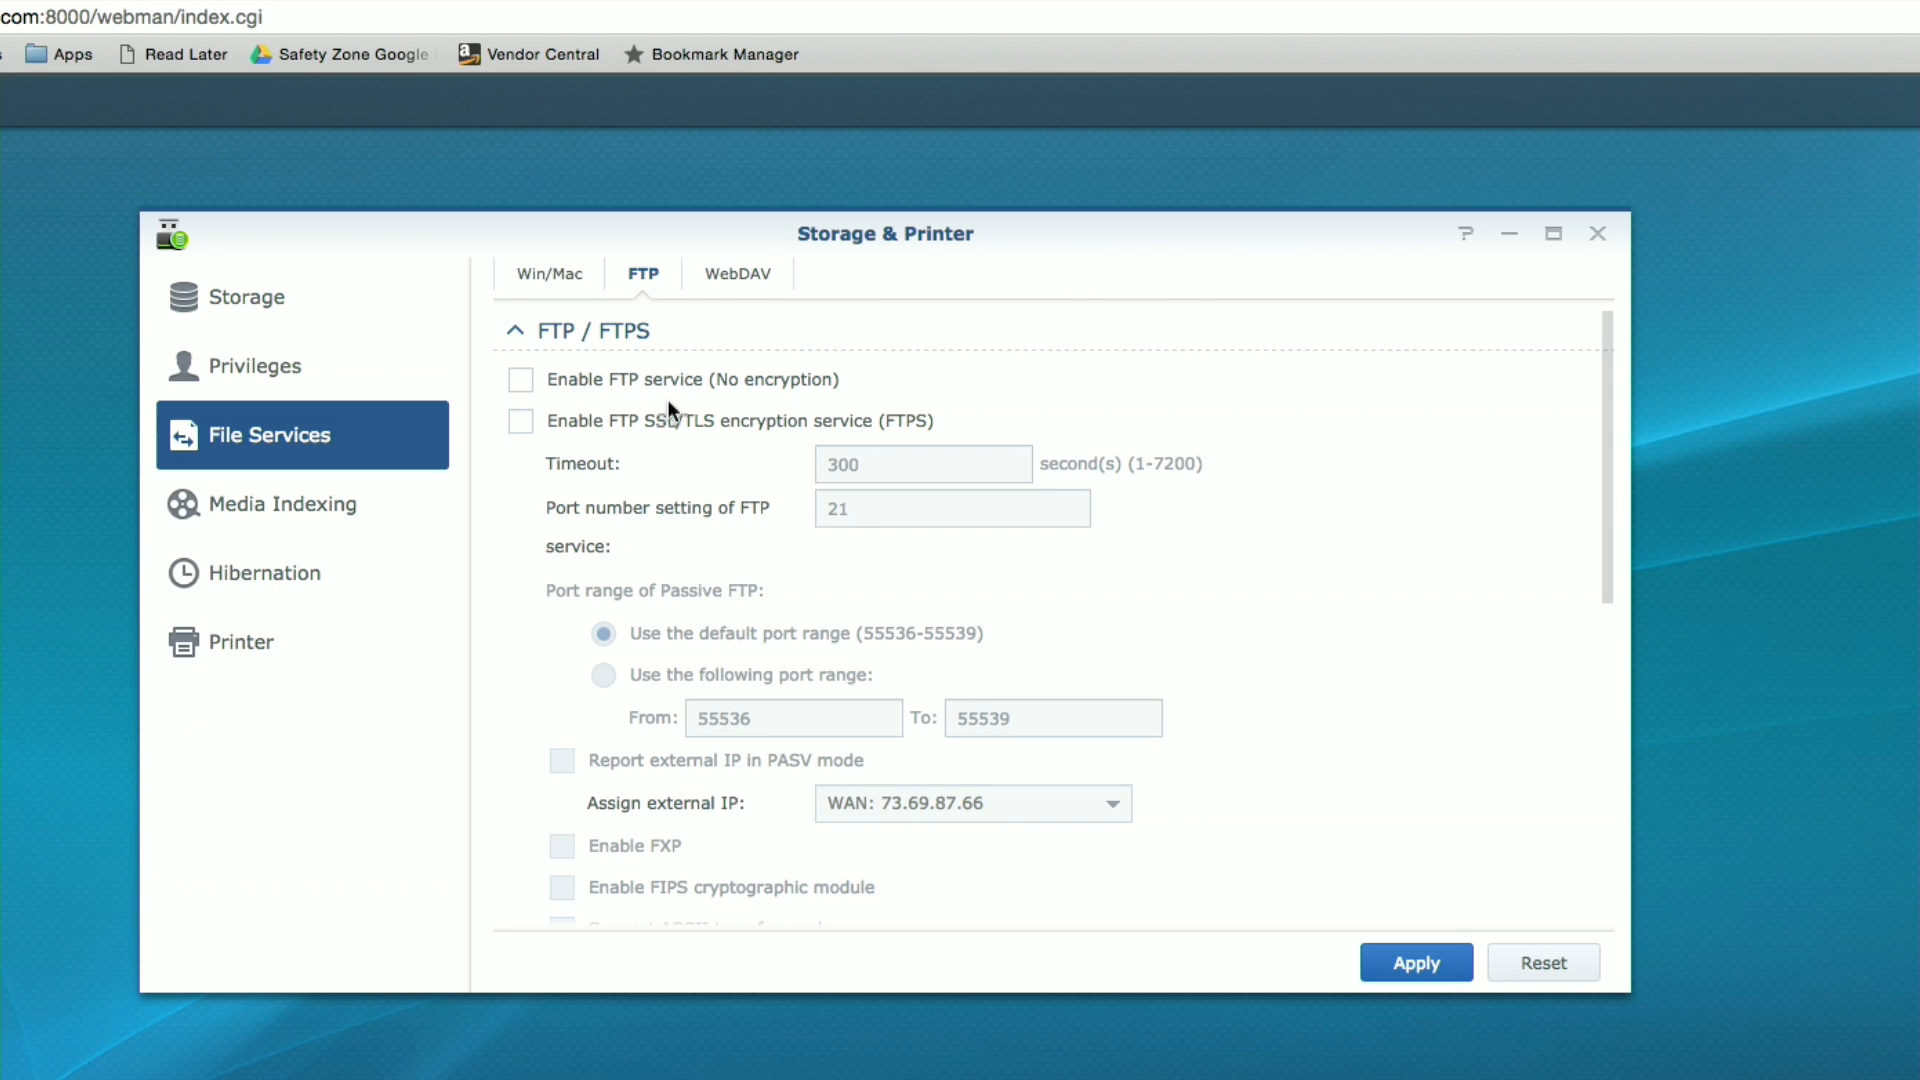 com:8000/webman/index.cgi
Apps Read Later Safety Zone Google Vendor Central Bookmark Manager
Storage & Printer
Win/Mac FTP WebDAV
Storage
Privileges
File Services
Media Indexing
Hibernation
Printer
FTP / FTPS
Enable FTP service (No encryption)
Enable FTP SSL/TLS encryption service (FTPS)
Timeout: 300 second(s) (1-7200)
Port number setting of FTP 21
service:
Port range of Passive FTP:
Use the default port range (55536-55539)
Use the following port range:
From: 55536 To: 55539
Report external IP in PASV mode
Assign external IP: WAN: 73.69.87.66
Enable FXP
Enable FIPS cryptographic module
Apply Reset